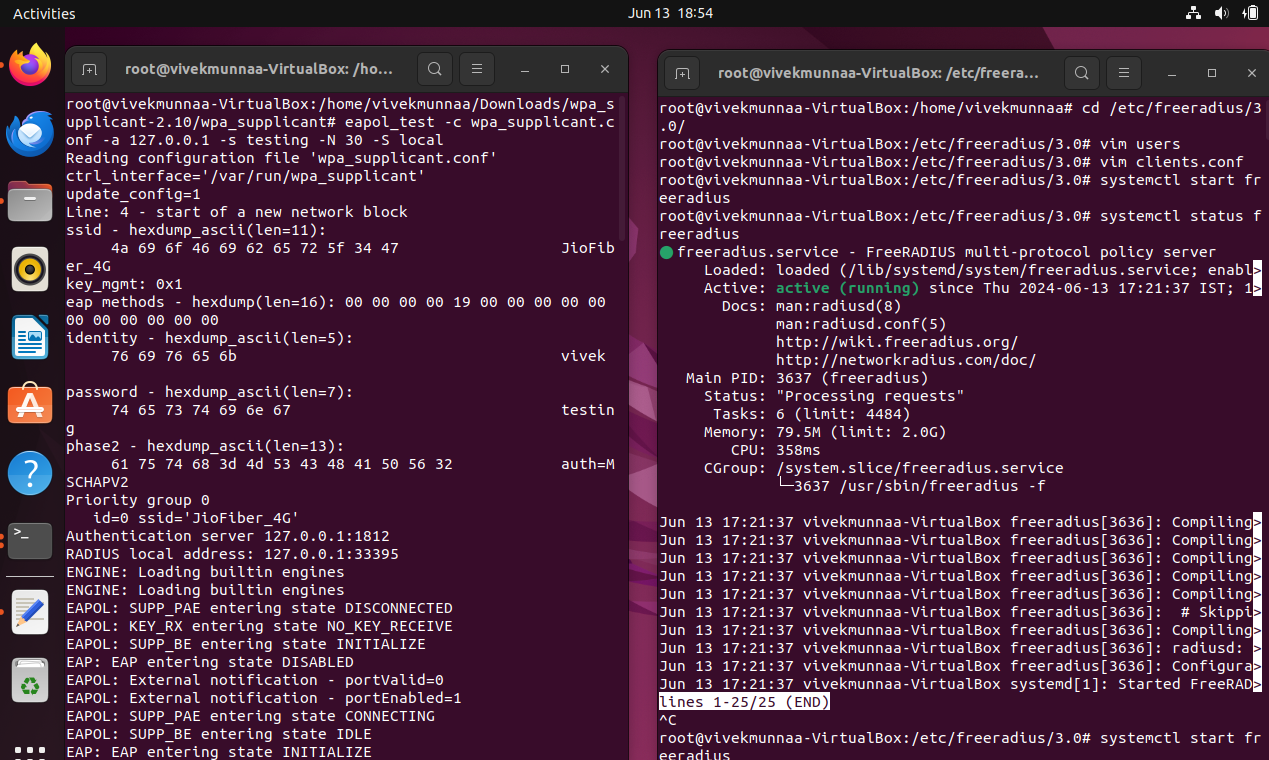 Activities
Jun 13 18:54
root@vivekmunnaa-VirtualBox: /ho...
root@vivekmunnaa-VirtualBox:/home/vivekmunnaa/Downloads/wpa_s
upplicant-2.10/wpa_supplicant# eapol_test -c wpa_supplicant.c
onf -a 127.0.0.1 -s testing -N 30 -S local
Reading configuration file 'wpa_supplicant.conf'
ctrl_interface='/var/run/wpa_supplicant'
update_config=1
Line: 4 - start of a new network block
ssid - hexdump_ascii(len=11):
     4a 69 6f 46 69 62 65 72 5f 34 47            JioFib
er_4G
key_mgmt: 0x1
eap methods - hexdump(len=16): 00 00 00 00 19 00 00 00 00 00
00 00 00 00 00 00
identity - hexdump_ascii(len=5):
     76 69 76 65 6b                              vivek
password - hexdump_ascii(len=7):
     74 65 73 74 69 6e 67                        testin
g
phase2 - hexdump_ascii(len=13):
     61 75 74 68 3d 4d 53 43 48 41 50 56 32      auth=M
SCHAPV2
Priority group 0
   id=0 ssid='JioFiber_4G'
Authentication server 127.0.0.1:1812
RADIUS local address: 127.0.0.1:33395
ENGINE: Loading builtin engines
ENGINE: Loading builtin engines
EAPOL: SUPP_PAE entering state DISCONNECTED
EAPOL: KEY_RX entering state NO_KEY_RECEIVE
EAPOL: SUPP_BE entering state INITIALIZE
EAP: EAP entering state DISABLED
EAPOL: External notification - portValid=0
EAPOL: External notification - portEnabled=1
EAPOL: SUPP_PAE entering state CONNECTING
EAPOL: SUPP_BE entering state IDLE
EAP: EAP entering state INITIALIZE
root@vivekmunnaa-VirtualBox: /etc/freera...
root@vivekmunnaa-VirtualBox:/home/vivekmunnaa# cd /etc/freeradius/3
.0/
root@vivekmunnaa-VirtualBox:/etc/freeradius/3.0# vim users
root@vivekmunnaa-VirtualBox:/etc/freeradius/3.0# vim clients.conf
root@vivekmunnaa-VirtualBox:/etc/freeradius/3.0# systemctl start fr
eeradius
root@vivekmunnaa-VirtualBox:/etc/freeradius/3.0# systemctl status f
reeradius
● freeradius.service - FreeRADIUS multi-protocol policy server
     Loaded: loaded (/lib/systemd/system/freeradius.service; enabl>
     Active: active (running) since Thu 2024-06-13 17:21:37 IST; 1>
       Docs: man:radiusd(8)
             man:radiusd.conf(5)
             http://wiki.freeradius.org/
             http://networkradius.com/doc/
   Main PID: 3637 (freeradius)
     Status: "Processing requests"
      Tasks: 6 (limit: 4484)
     Memory: 79.5M (limit: 2.0G)
        CPU: 358ms
     CGroup: /system.slice/freeradius.service
             └─3637 /usr/sbin/freeradius -f
Jun 13 17:21:37 vivekmunnaa-VirtualBox freeradius[3636]: Compiling>
Jun 13 17:21:37 vivekmunnaa-VirtualBox freeradius[3636]: Compiling>
Jun 13 17:21:37 vivekmunnaa-VirtualBox freeradius[3636]: Compiling>
Jun 13 17:21:37 vivekmunnaa-VirtualBox freeradius[3636]: Compiling>
Jun 13 17:21:37 vivekmunnaa-VirtualBox freeradius[3636]: Compiling>
Jun 13 17:21:37 vivekmunnaa-VirtualBox freeradius[3636]:  # Skippi>
Jun 13 17:21:37 vivekmunnaa-VirtualBox freeradius[3636]: Compiling>
Jun 13 17:21:37 vivekmunnaa-VirtualBox freeradius[3636]: radiusd: >
Jun 13 17:21:37 vivekmunnaa-VirtualBox freeradius[3636]: Configura>
Jun 13 17:21:37 vivekmunnaa-VirtualBox systemd[1]: Started FreeRAD>
lines 1-25/25 (END)
^C
root@vivekmunnaa-VirtualBox:/etc/freeradius/3.0# systemctl start fr
eeradius